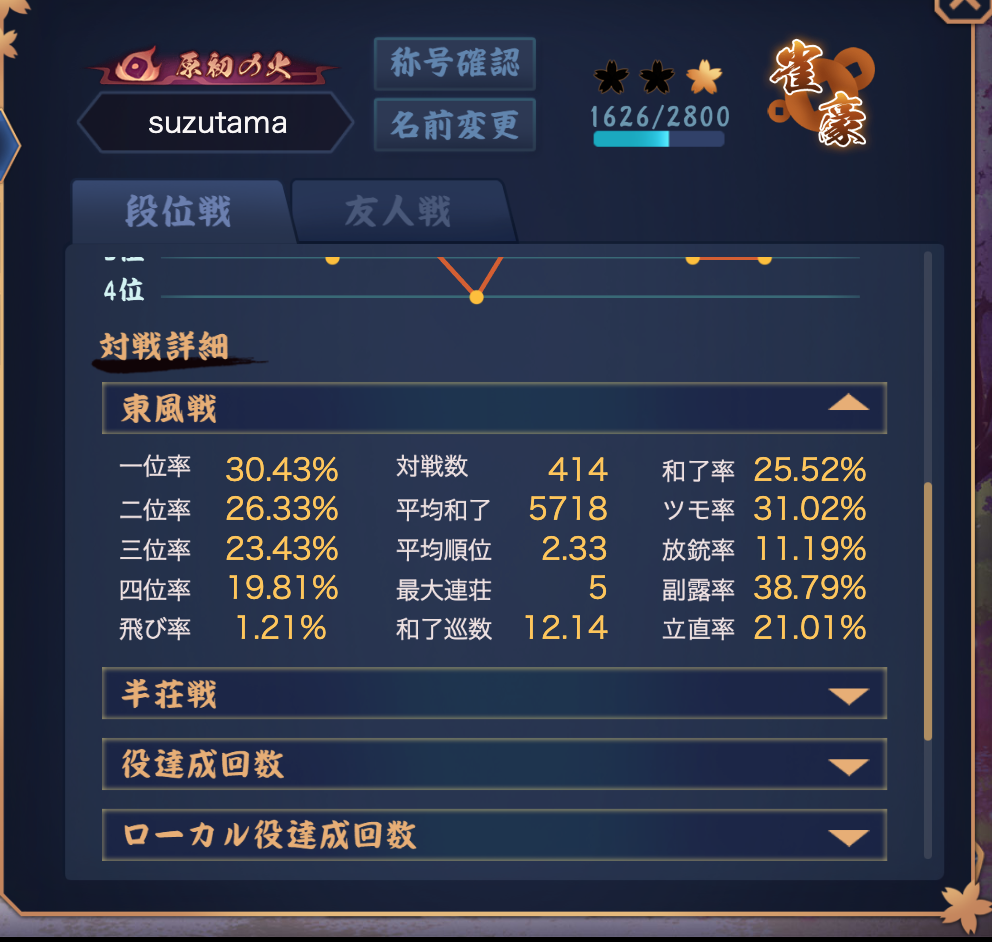 原初の火
suzutama
称号確認
名前変更
1626/2800
雀豪
段位戦
友人戦
4位
対戦詳細
東風戦
一位率 30.43% 対戦数 414 和了率 25.52%
二位率 26.33% 平均和了 5718 ツモ率 31.02%
三位率 23.43% 平均順位 2.33 放銃率 11.19%
四位率 19.81% 最大連荘 5 副露率 38.79%
飛び率 1.21% 和了巡数 12.14 立直率 21.01%
半荘戦
役達成回数
ローカル役達成回数